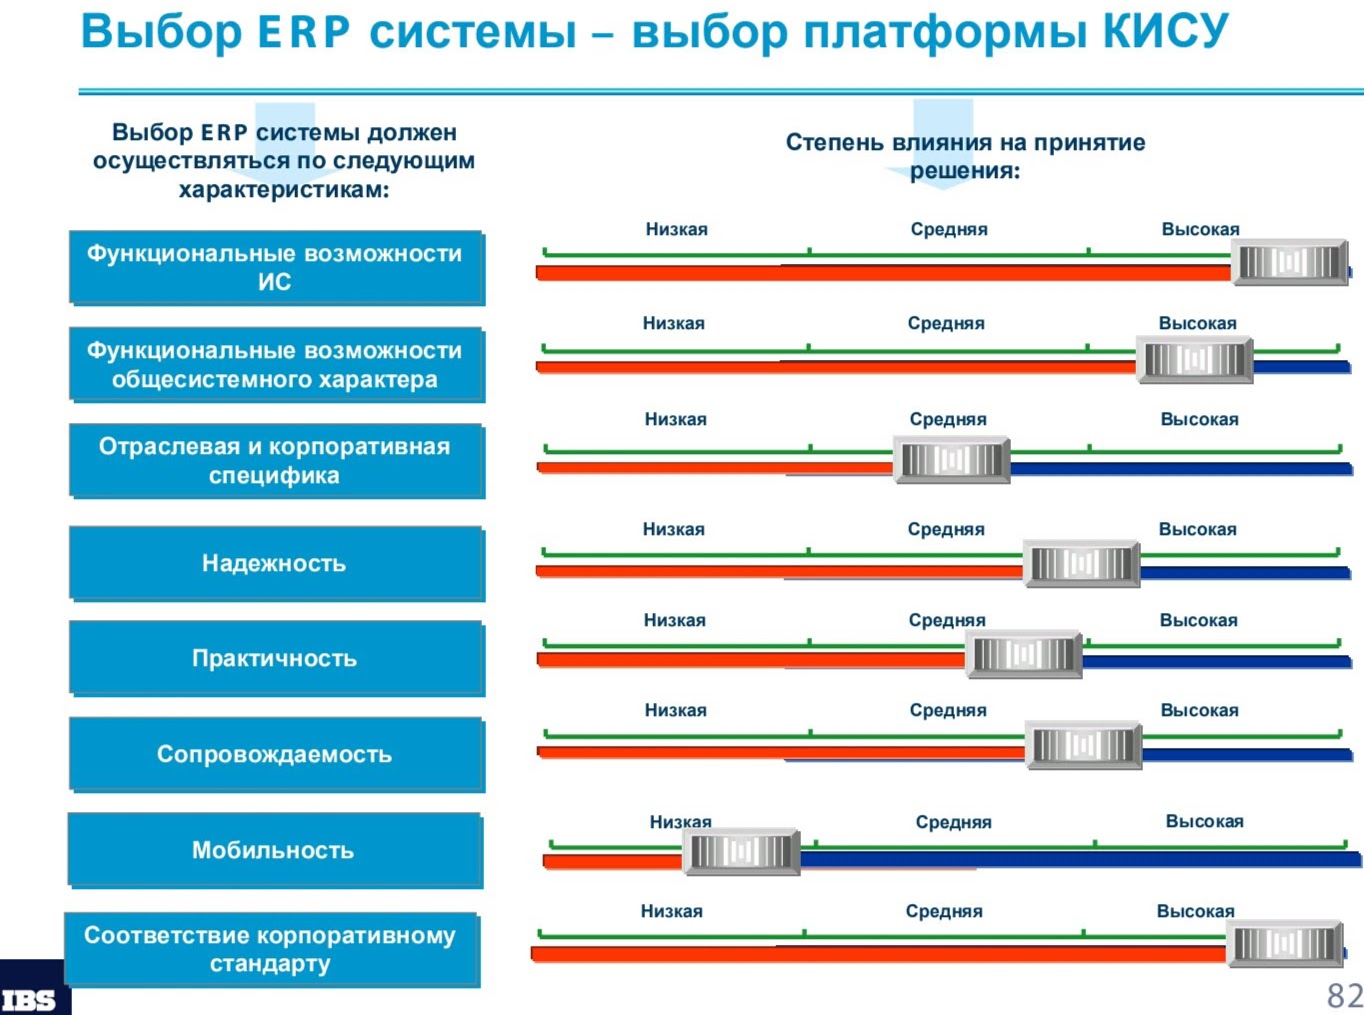 Выбор ERP системы – выбор платформы КИСУ
Выбор ERP системы должен
осуществляться по следующим
характеристикам:
Степень влияния на принятие
решения:
Функциональные возможности
ИС
Низкая Средняя Высокая
Функциональные возможности
общесистемного характера
Низкая Средняя Высокая
Отраслевая и корпоративная
специфика
Низкая Средняя Высокая
Надежность
Низкая Средняя Высокая
Практичность
Низкая Средняя Высокая
Сопровождаемость
Низкая Средняя Высокая
Мобильность
Низкая Средняя Высокая
Соответствие корпоративному
стандарту
Низкая Средняя Высокая
IBS
82